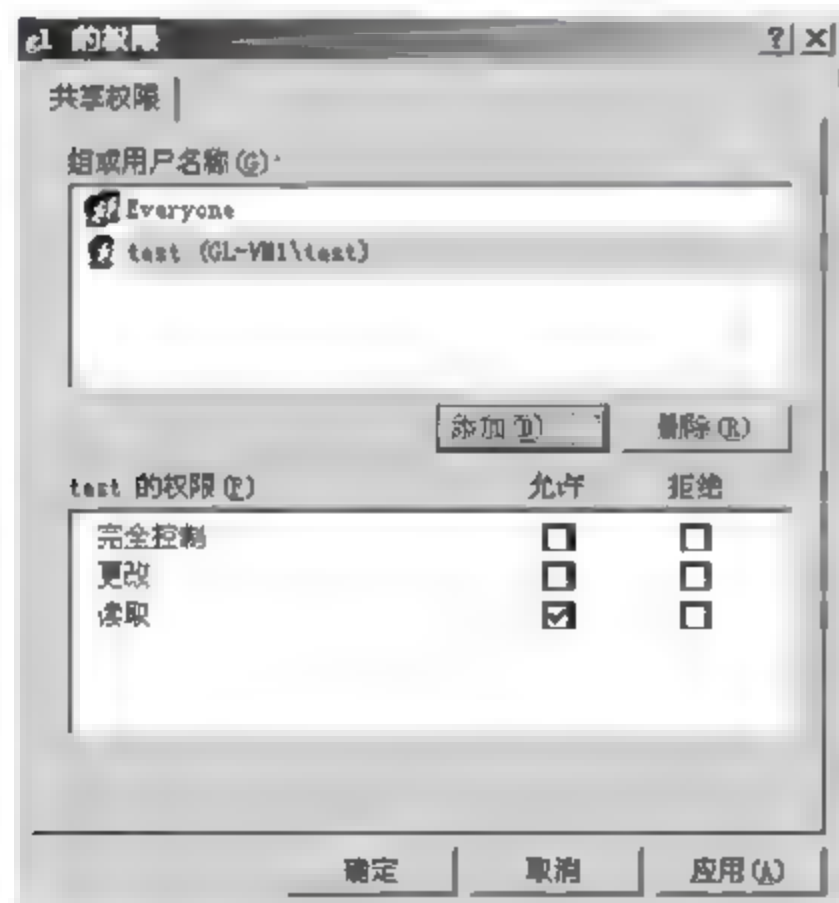 gl 的权限
共享权限
组或用户名称(G):
Everyone
test (GL-VM1\test)
添加(D)... 删除(R)
test 的权限(P) 允许 拒绝
完全控制
更改
读取
确定 取消 应用(A)